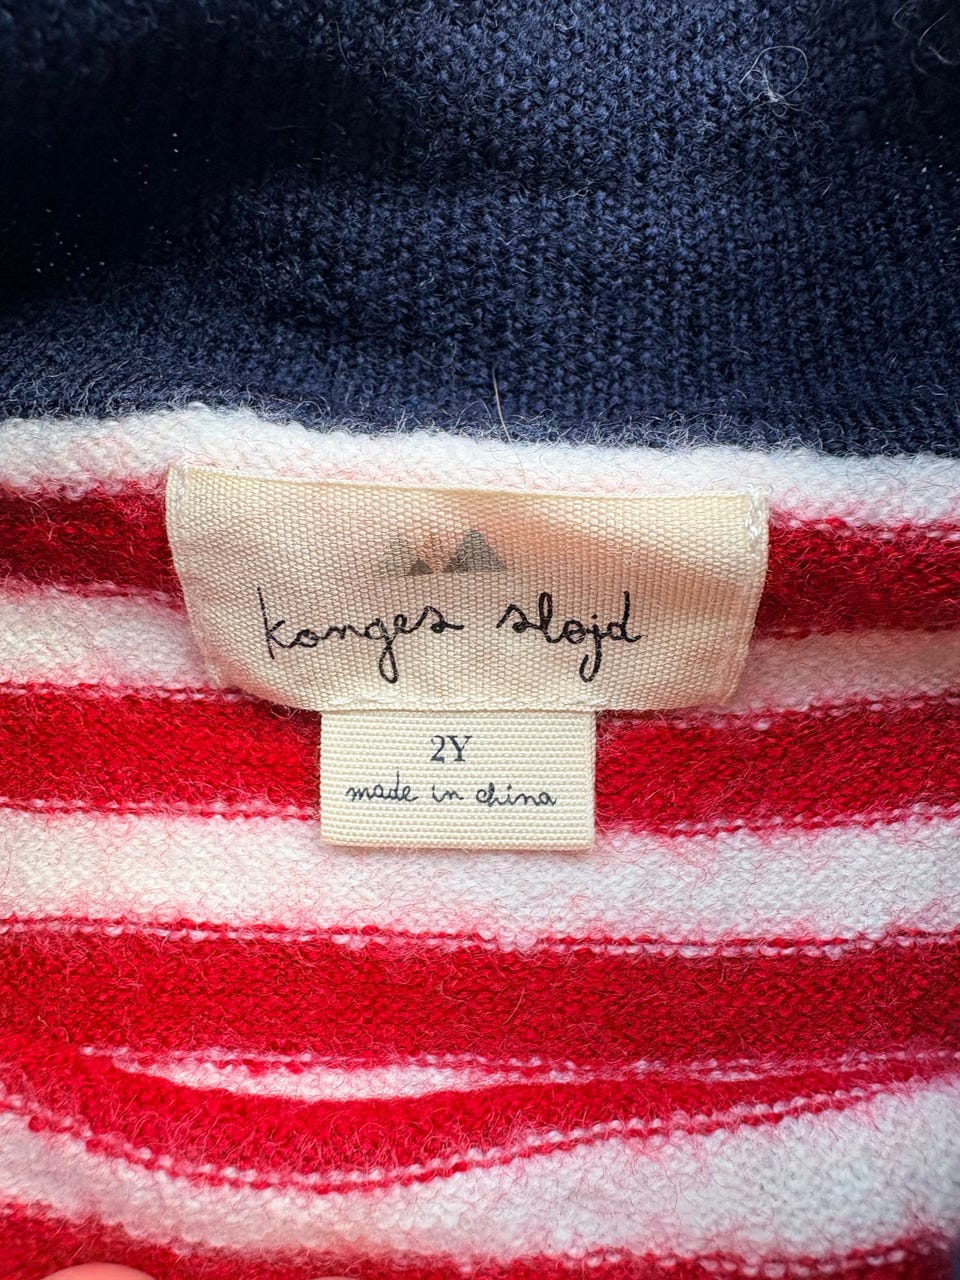 konges sløjd
2Y
made in china